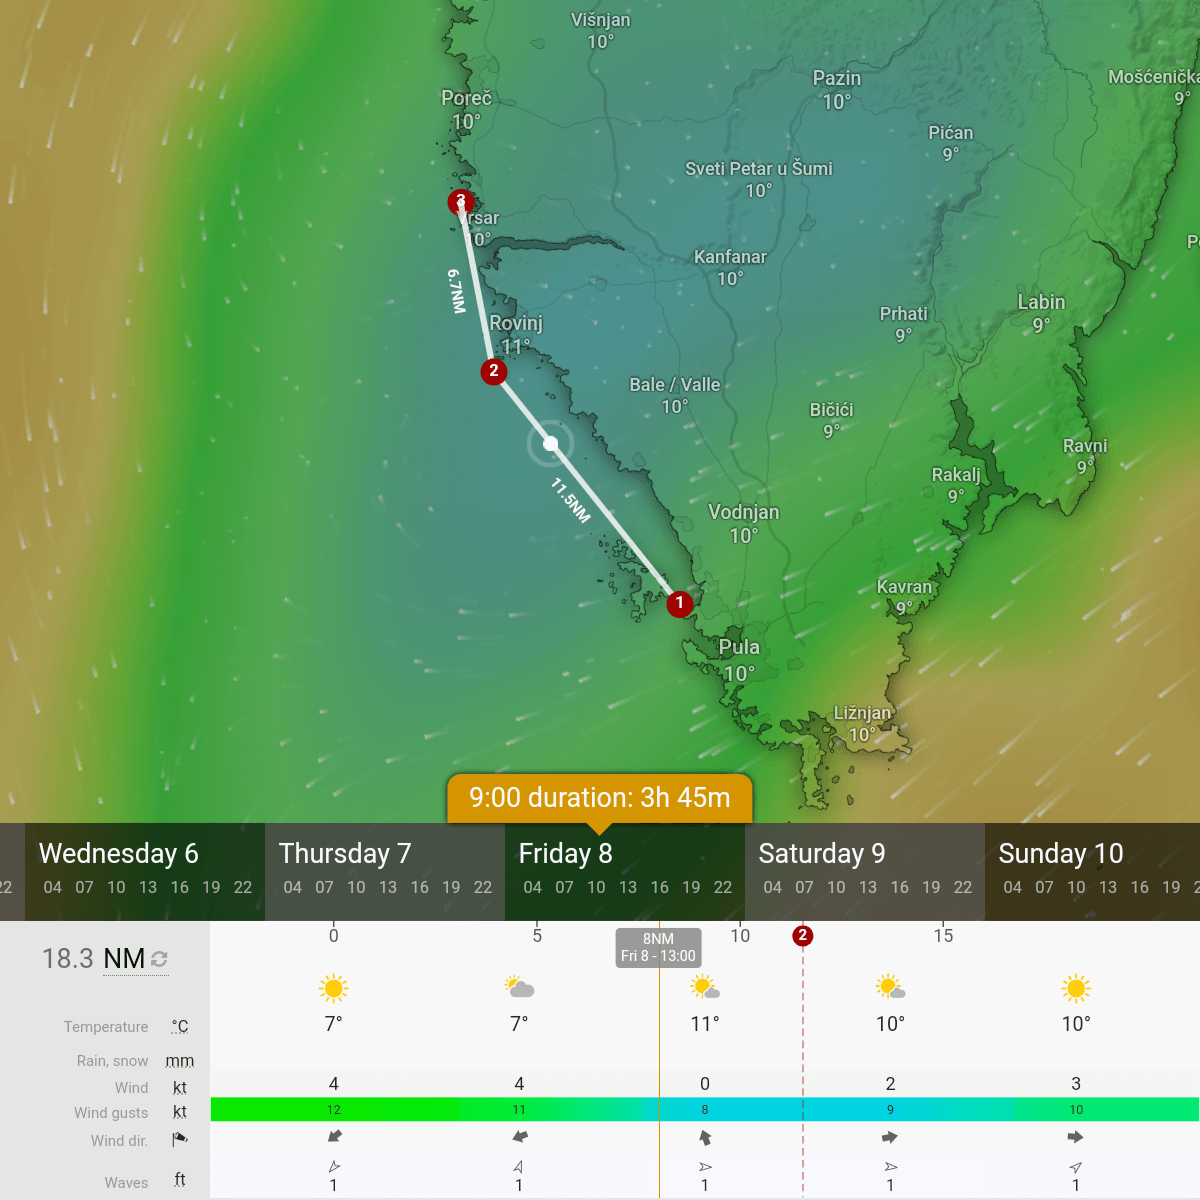 Višnjan
10°
Pazin
10°
Mošćenička
9°
Poreč
10°
Pićan
9°
Sveti Petar u Šumi
10°
3
Vrsar
10°
Kanfanar
10°
6.7NM
Labin
9°
Prhati
9°
Rovinj
11°
2
Bale / Valle
10°
Bičići
9°
Ravni
9°
Rakalj
9°
11.5NM
Vodnjan
10°
Kavran
9°
1
Pula
10°
Ližnjan
10°
9:00 duration: 3h 45m
Wednesday 6 Thursday 7 Friday 8 Saturday 9 Sunday 10
22 04 07 10 13 16 19 22 04 07 10 13 16 19 22 04 07 10 13 16 19 22 04 07 10 13 16 19 22 04 07 10 13 16 19 2
0 5 10 2 15
8NM
Fri 8 - 13:00
18.3 NM
Temperature °C 7° 7° 11° 10° 10°
Rain, snow mm
Wind kt 4 4 0 2 3
Wind gusts kt 12 11 8 9 10
Wind dir.
Waves ft 1 1 1 1 1